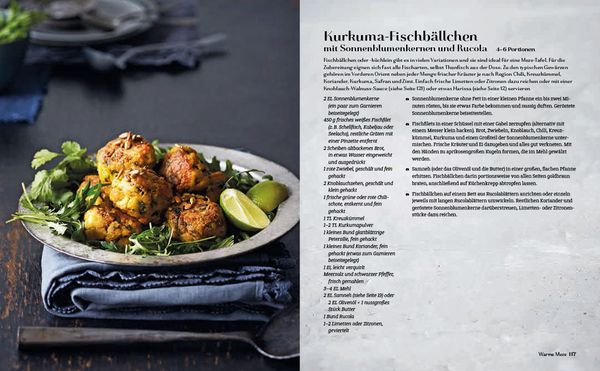 Kurkuma-Fischbällchen
mit Sonnenblumenkernen und Rucola 4–6 Portionen
Fischbällchen oder -küchlein gibt es in vielen Variationen und sie sind ideal für eine Meze-Tafel. Für die
Zubereitung eignen sich fast alle Fischarten, selbst Thunfisch aus der Dose. Zu den typischen Gewürzen
gehören im Vorderen Orient neben jeder Menge frischer Kräuter je nach Region Chili, Kreuzkümmel,
Koriander, Kurkuma, Safran und Zimt. Einfach frische Limetten oder Zitronen dazu reichen oder mit einer
Knoblauch-Walnuss-Sauce (siehe Seite 121) oder etwas Harissa (siehe Seite 12) servieren
2 EL Sonnenblumenkerne
(ein paar zum Garnieren
beiseitegelegt)
450 g frisches weißes Fischfilet
(z. B. Schellfisch, Kabeljau oder
Seelachs), restliche Gräten mit
einer Pinzette entfernt
2 Scheiben altbackenes Brot,
in etwas Wasser eingeweicht
und ausgedrückt
1 rote Zwiebel, geschält und fein
gehackt
2 Knoblauchzehen, geschält und
klein gehackt
1 frische grüne oder rote Chili-
schote, entkernt und fein
gehackt
1 TL Kreuzkümmel
1–2 TL Kurkumapulver
1 kleines Bund glattblättrige
Petersilie, fein gehackt
1 kleines Bund Koriander, fein
gehackt (etwas zum Garnieren
beiseitegelegt)
1 Ei, leicht verquirlt
Meersalz und schwarzer Pfeffer,
frisch gemahlen
3–4 EL Mehl
2 EL Samneh (siehe Seite 19) oder
2 EL Olivenöl + 1 nussgroßes
Stück Butter
1 Bund Rucola
1–2 Limetten oder Zitronen,
geviertelt
Sonnenblumenkerne ohne Fett in einer kleinen Pfanne ein bis zwei Mi-
nuten rösten, bis sie etwas Farbe bekommen und nussig duften. Geröstete
Sonnenblumenkerne beiseitestellen.
Fischfilets in einer Schüssel mit einer Gabel zerzupfen (alternativ mit
einem Messer klein hacken). Brot, Zwiebeln, Knoblauch, Chili, Kreuz-
kümmel, Kurkuma und einen Großteil der Sonnenblumenkerne unter-
mischen. Frische Kräuter und Ei dazugeben und alles gut verkneten. Mit
den Händen zu aprikosengroßen Kugeln formen, die im Mehl gewälzt
werden.
Samneh (oder das Olivenöl und die Butter) in einer großen, flachen Pfanne
erhitzen. Fischbällchen darin portionsweise von allen Seiten goldbraun
braten, anschließend auf Küchenkrepp abtropfen lassen.
Fischbällchen auf einem Bett aus Rucolablättern anrichten oder einzeln
jeweils mit langen Rucolablättern umwickeln. Restlichen Koriander und
geröstete Sonnenblumenkerne darüberstreuen, Limetten- oder Zitronen-
stücke dazu reichen.
Warme Meze 117